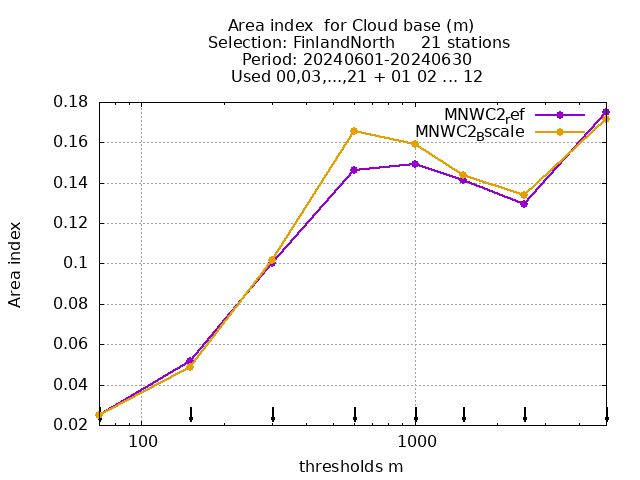 Area index  for Cloud base (m)
Selection: FinlandNorth     21 stations
Period: 20240601-20240630
Used 00,03,...,21 + 01 02 ... 12
MNWC2ref
MNWC2Bscale
0.18
0.16
0.14
0.12
0.1
0.08
0.06
0.04
0.02
Area index
100
1000
thresholds m